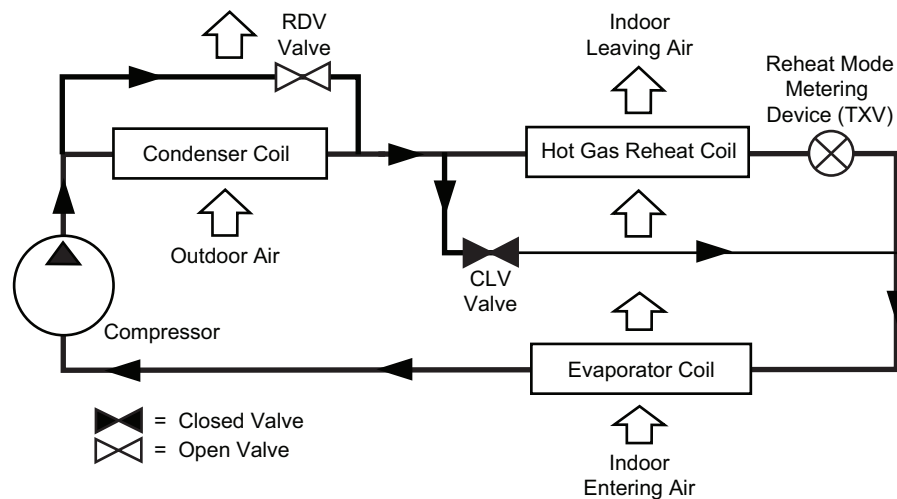 RDV
Valve
Indoor
Leaving Air
Reheat Mode
Metering
Device (TXV)
Condenser Coil
Hot Gas Reheat Coil
Outdoor Air
CLV
Valve
Compressor
Evaporator Coil
= Closed Valve
= Open Valve
Indoor
Entering Air